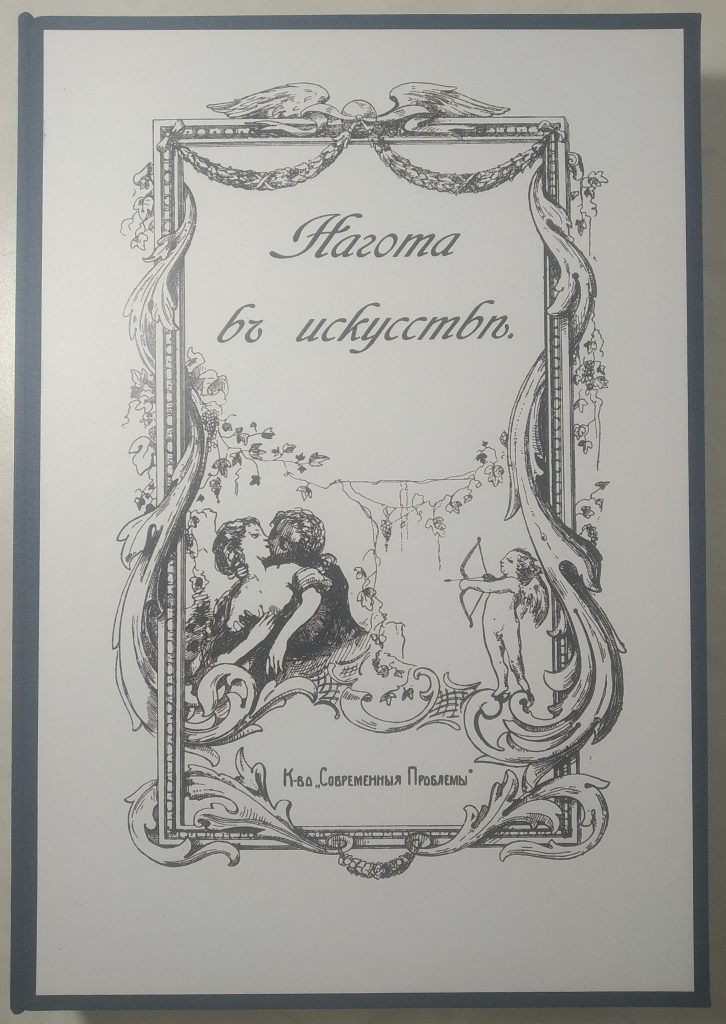 Нагота
въ искусствѣ.
К-во „Современныя Проблемы"